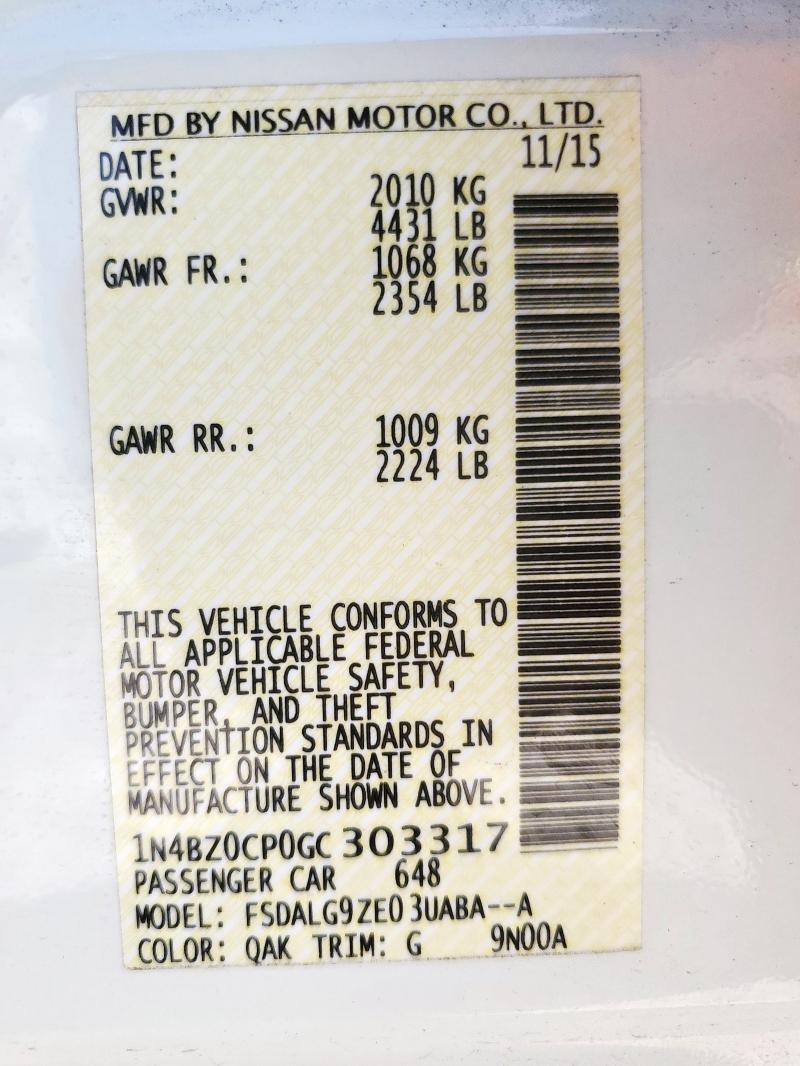 MFD BY NISSAN MOTOR CO., LTD.
DATE: 11/15
GVWR: 2010 KG
4431 LB
GAWR FR.: 1068 KG
2354 LB
GAWR RR.: 1009 KG
2224 LB
THIS VEHICLE CONFORMS TO
ALL APPLICABLE FEDERAL
MOTOR VEHICLE SAFETY,
BUMPER, AND THEFT
PREVENTION STANDARDS IN
EFFECT ON THE DATE OF
MANUFACTURE SHOWN ABOVE.
1N4BZ0CP0GC 303317
PASSENGER CAR 648
MODEL: FSDALG9ZE03UABA--A
COLOR: QAK TRIM: G 9N00A